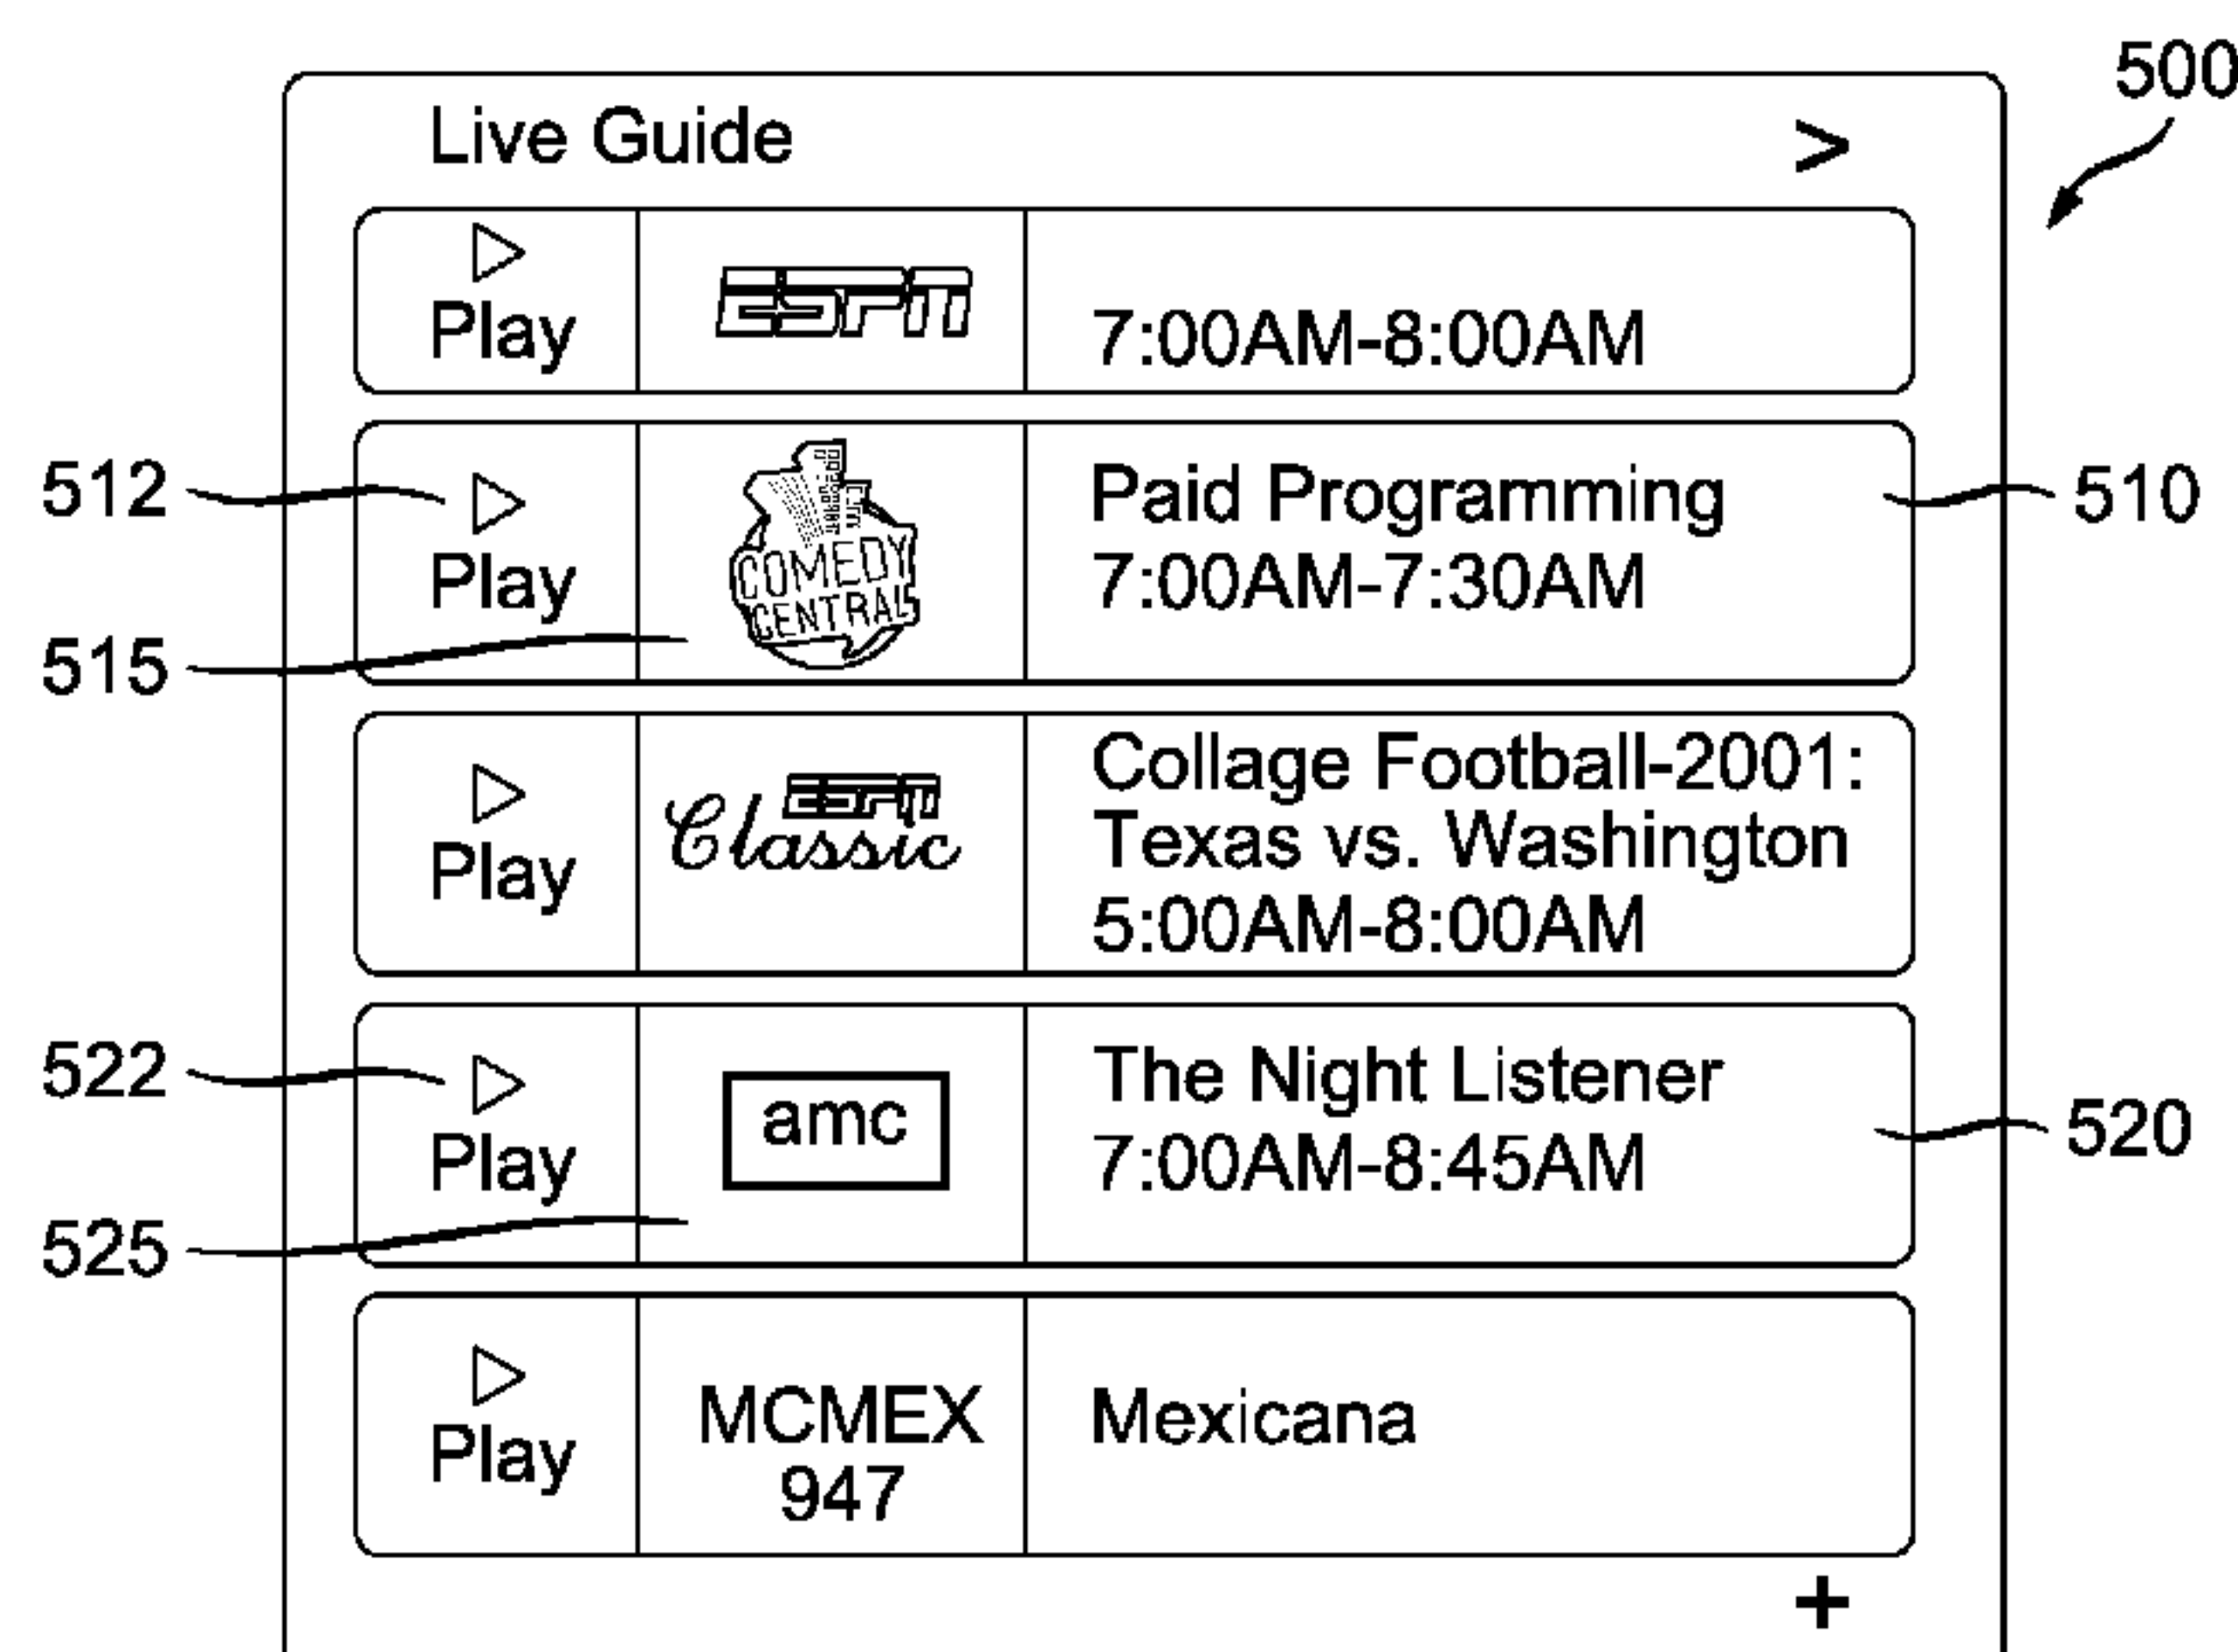 500
Live Guide >
Play
ESPN
7:00AM-8:00AM
512
Play
515
COMEDY
CENTRAL
Paid Programming
7:00AM-7:30AM
510
Play
ESPN
Classic
Collage Football-2001:
Texas vs. Washington
5:00AM-8:00AM
522
Play
525
amc
The Night Listener
7:00AM-8:45AM
520
Play
MCMEX
947
Mexicana
+